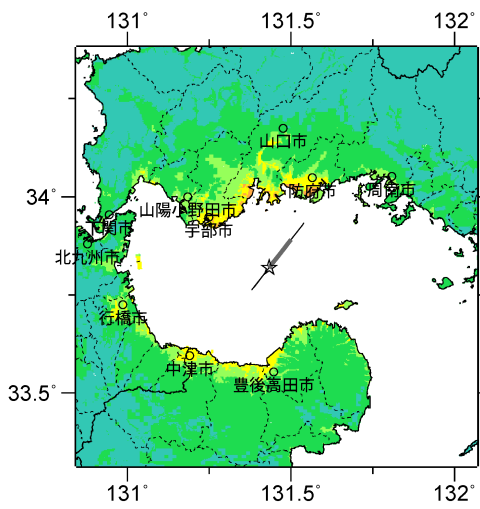 131° 131.5° 132°
山口市
34°
防府市 周南市
山陽小野田市
下関市 宇部市
北九州市
行橋市
中津市
豊後高田市
33.5°
131° 131.5° 132°